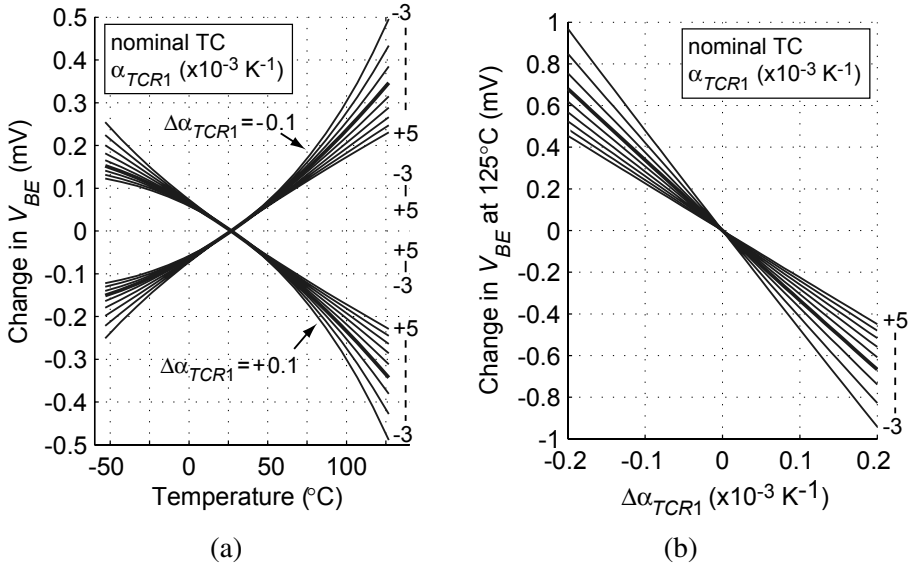 0.5
0.4
0.3
0.2
0.1
0
-0.1
-0.2
-0.3
-0.4
-0.5
Change in V_BE (mV)
nominal TC
α_TCR1 (x10⁻³ K⁻¹)
Δα_TCR1=-0.1
Δα_TCR1=+0.1
-3
+5
-3
+5
+5
-3
+5
-3
-50 0 50 100
Temperature (°C)
(a)
1
0.8
0.6
0.4
0.2
0
-0.2
-0.4
-0.6
-0.8
-1
Change in V_BE at 125°C (mV)
nominal TC
α_TCR1 (x10⁻³ K⁻¹)
+5
-3
-0.2 -0.1 0 0.1 0.2
Δα_TCR1 (x10⁻³ K⁻¹)
(b)